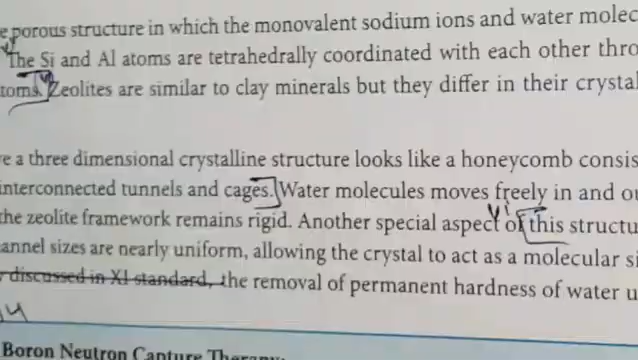 porous structure in which the monovalent sodium ions and water molec
The Si and Al atoms are tetrahedrally coordinated with each other thro
toms. Zeolites are similar to clay minerals but they differ in their crystal
e a three dimensional crystalline structure looks like a honeycomb consis
interconnected tunnels and cages. Water molecules moves freely in and ou
the zeolite framework remains rigid. Another special aspect of this structu
annel sizes are nearly uniform, allowing the crystal to act as a molecular si
discussed in XI standard, the removal of permanent hardness of water u
Boron Neutron Capture Therapy: